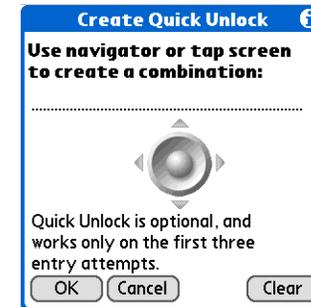 Create Quick Unlock
Use navigator or tap screen
to create a combination:
Quick Unlock is optional, and
works only on the first three
entry attempts.
OK Cancel Clear